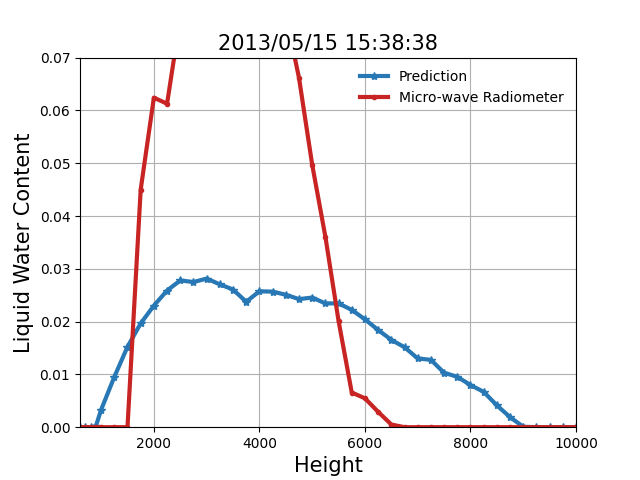 2013/05/15 15:38:38
Prediction
Micro-wave Radiometer
Liquid Water Content
0.07
0.06
0.05
0.04
0.03
0.02
0.01
0.00
2000 4000 6000 8000 10000
Height